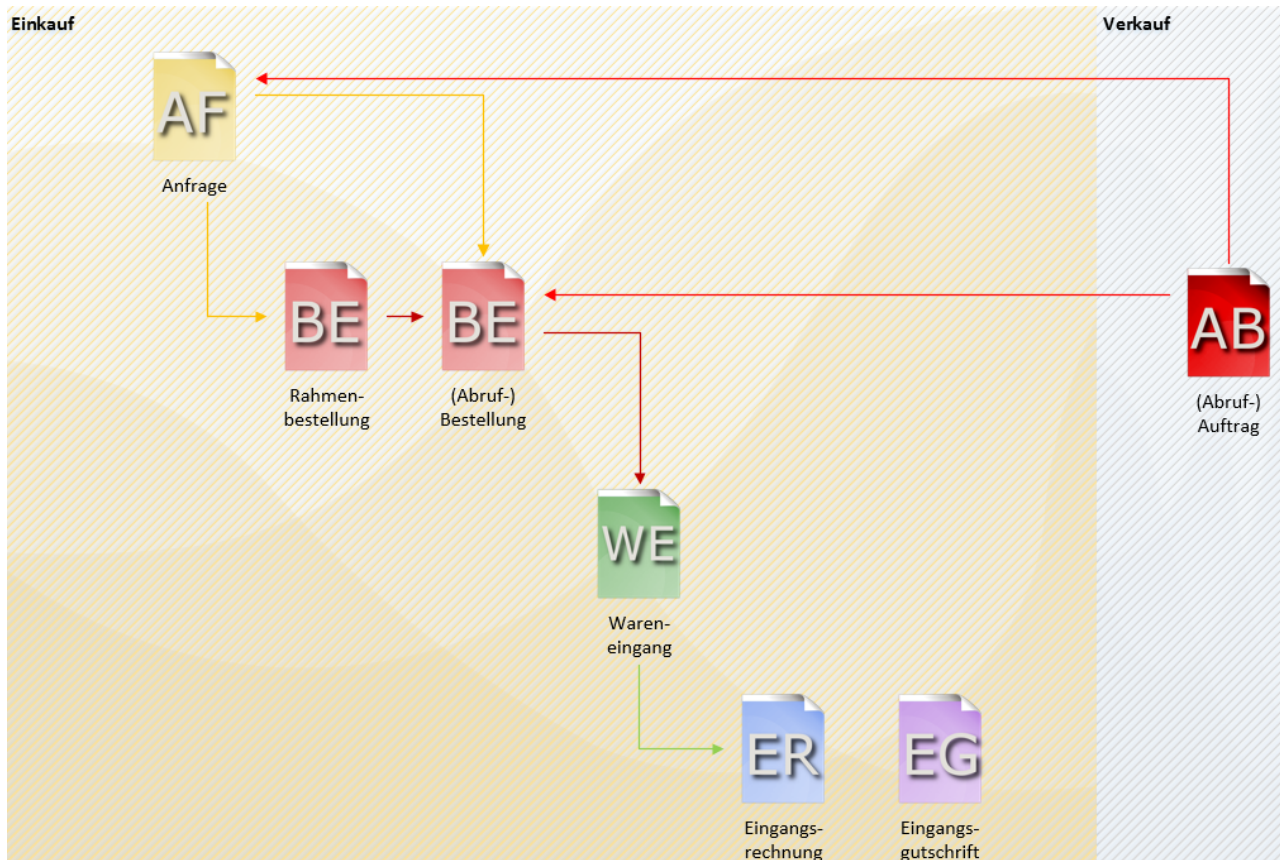 Einkauf
Verkauf
AF
Anfrage
BE
Rahmen-
bestellung
BE
(Abruf-)
Bestellung
AB
(Abruf-)
Auftrag
WE
Waren-
eingang
ER
Eingangs-
rechnung
EG
Eingangs-
gutschrift